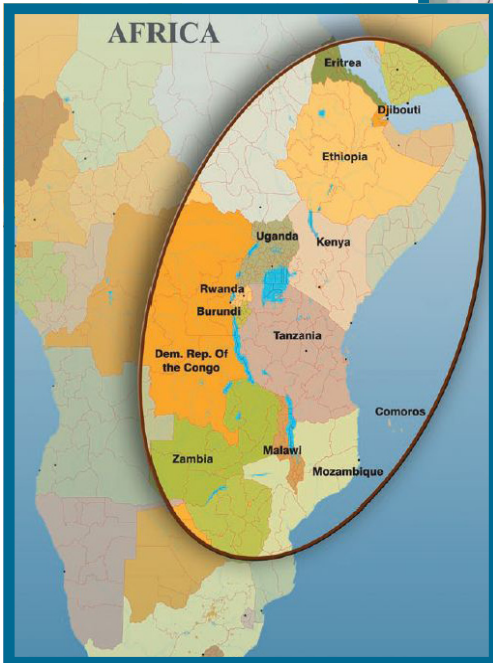 AFRICA
Eritrea
Djibouti
Ethiopia
Uganda
Kenya
Rwanda
Burundi
Tanzania
Dem. Rep. Of
the Congo
Comoros
Malawi
Zambia
Mozambique